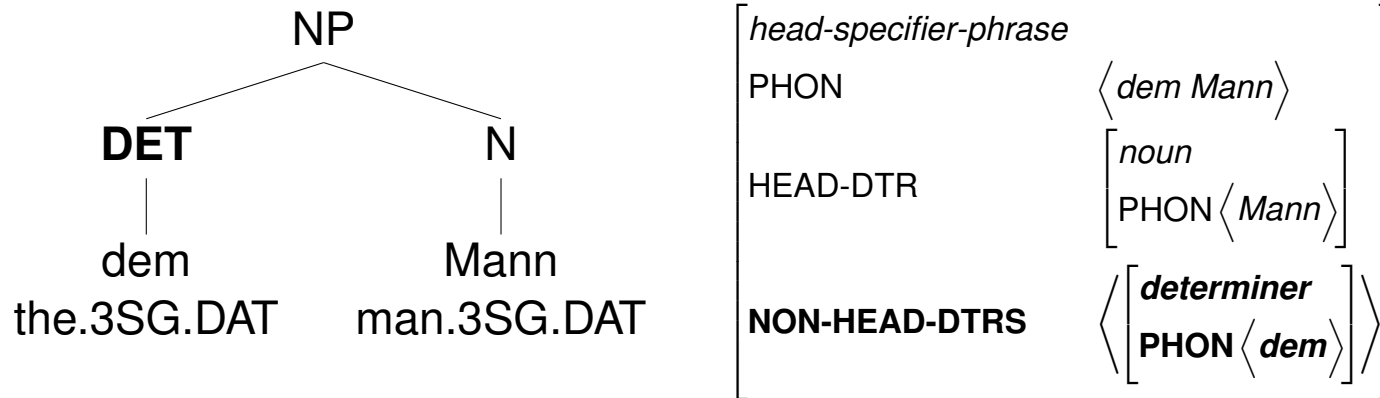 NP
DET N
dem Mann
the.3SG.DAT man.3SG.DAT
head-specifier-phrase
PHON ⟨dem Mann⟩
HEAD-DTR
noun
PHON ⟨Mann⟩
NON-HEAD-DTRS
determiner
PHON ⟨dem⟩